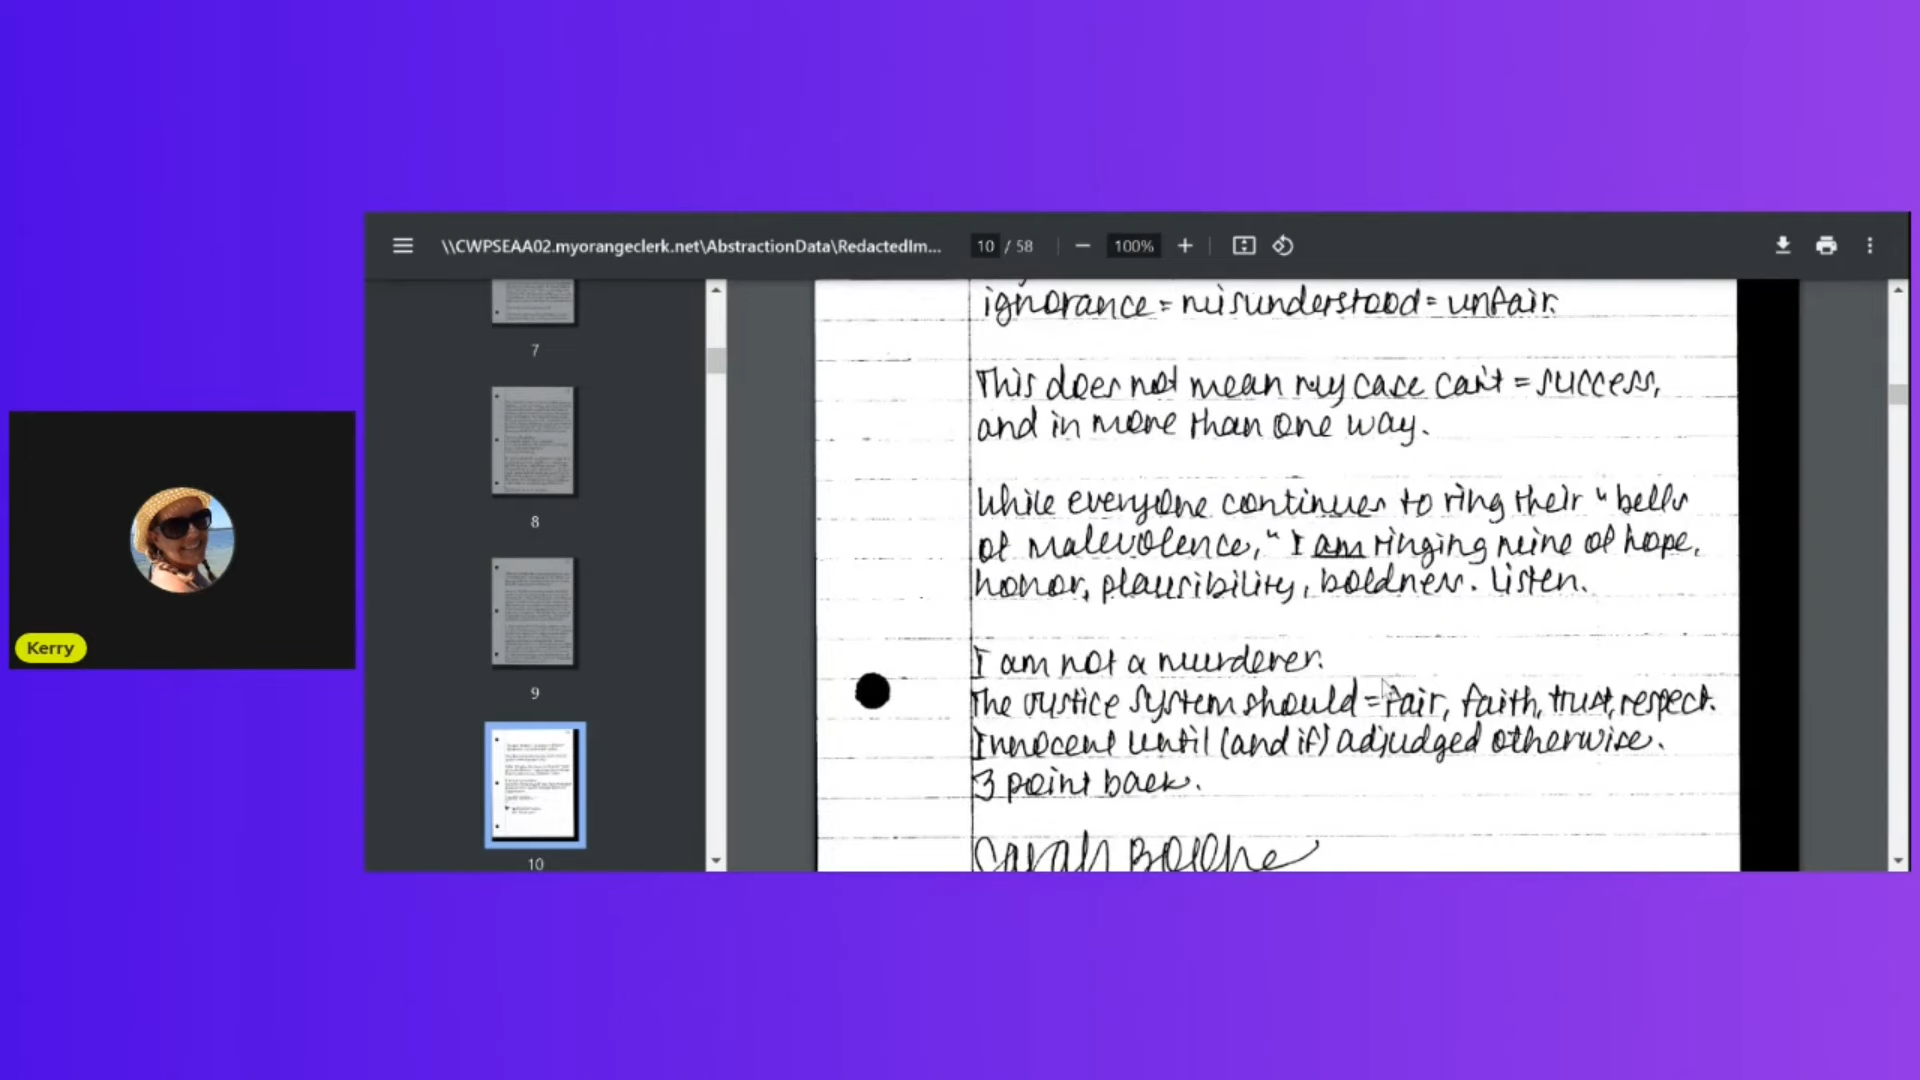 \\CWPSEAA02.myorangeclerk.net\AbstractionData\RedactedIm...
10 / 58
100%
7
8
9
10
Kerry
ignorance = misunderstood = unfair.
This does not mean my case can't = success,
and in more than one way.
While everyone continues to ring their "bells
of malevolence," I am ringing mine of hope,
honor, plausibility, boldness. Listen.
I am not a murderer.
The Justice System should = fair, faith, trust, respect.
Innocent until (and if) adjudged otherwise.
3 point back.
Sarah Boone